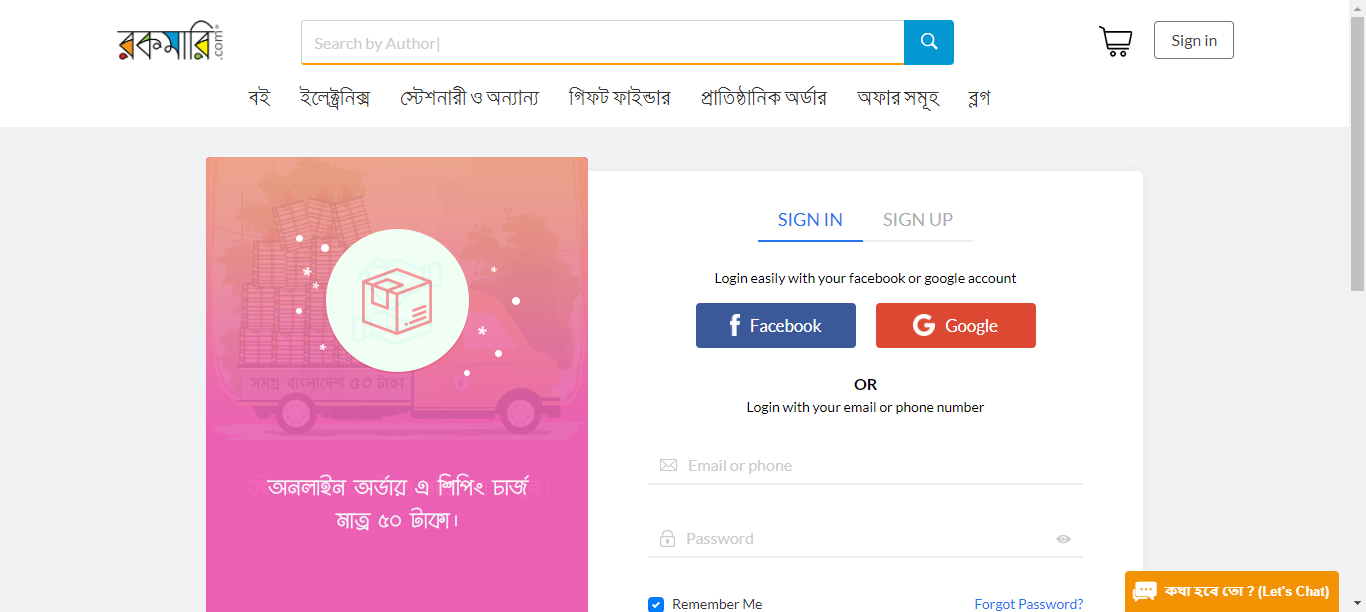 রকমারি.com
Search by Author
Sign in
বই ইলেক্ট্রনিক্স স্টেশনারী ও অন্যান্য গিফট ফাইন্ডার প্রাতিষ্ঠানিক অর্ডার অফার সমূহ ব্লগ
সমগ্র বাংলাদেশ ৫০ টাকা
অনলাইন অর্ডার এ শিপিং চার্জ
মাত্র ৫০ টাকা।
SIGN IN SIGN UP
Login easily with your facebook or google account
Facebook Google
OR
Login with your email or phone number
Email or phone
Password
Remember Me Forgot Password?
কথা হবে তো ? (Let's Chat)